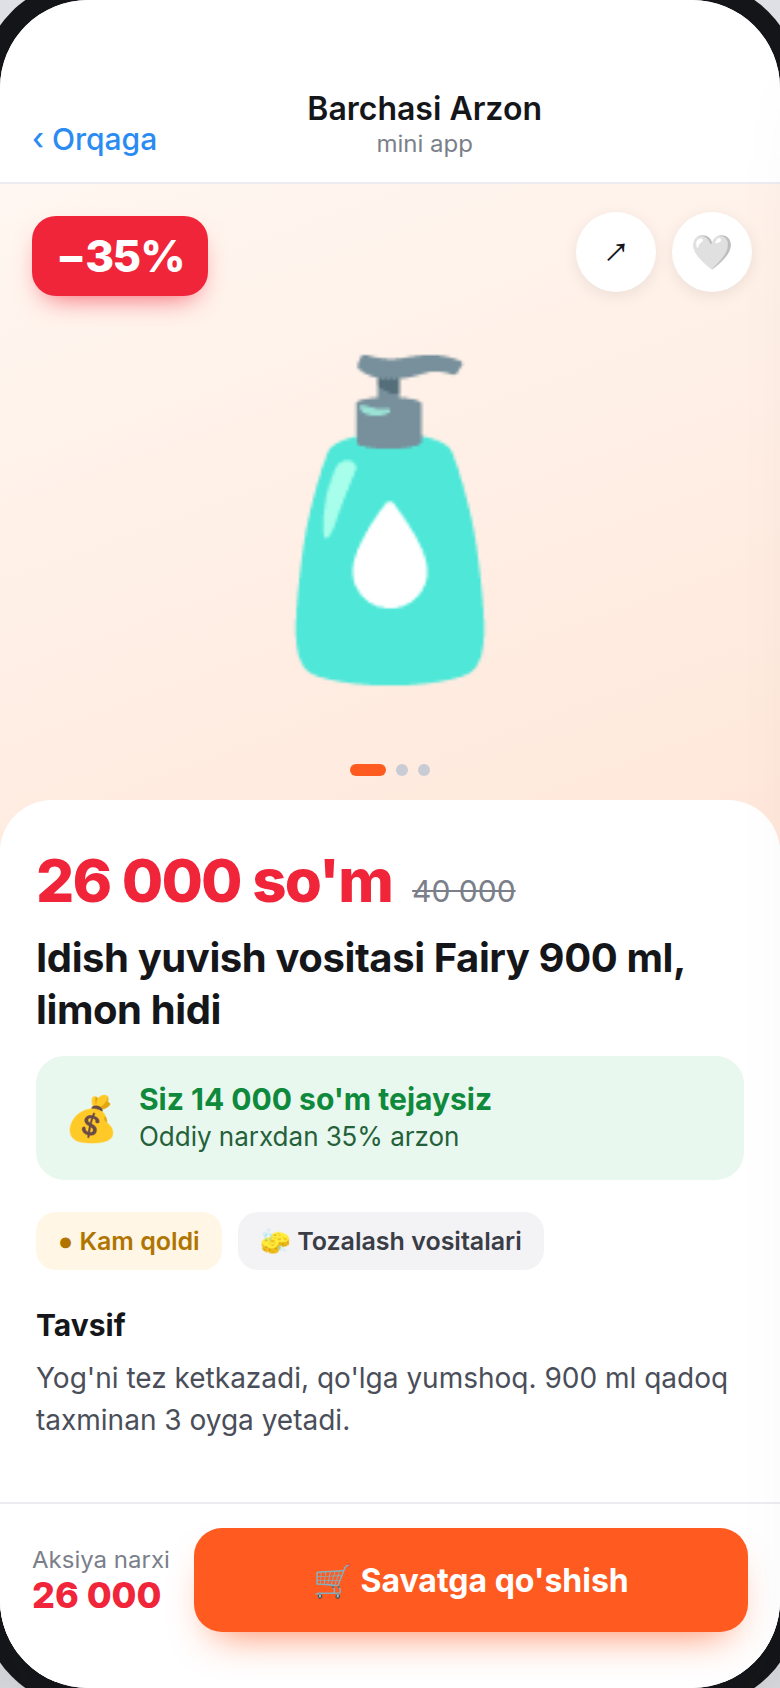 Barchasi Arzon
mini app
‹ Orqaga
−35%
26 000 so'm 40 000
Idish yuvish vositasi Fairy 900 ml,
limon hidi
Siz 14 000 so'm tejaysiz
Oddiy narxdan 35% arzon
● Kam qoldi
Tozalash vositalari
Tavsif
Yog'ni tez ketkazadi, qo'lga yumshoq. 900 ml qadoq
taxminan 3 oyga yetadi.
Aksiya narxi
26 000
Savatga qo'shish